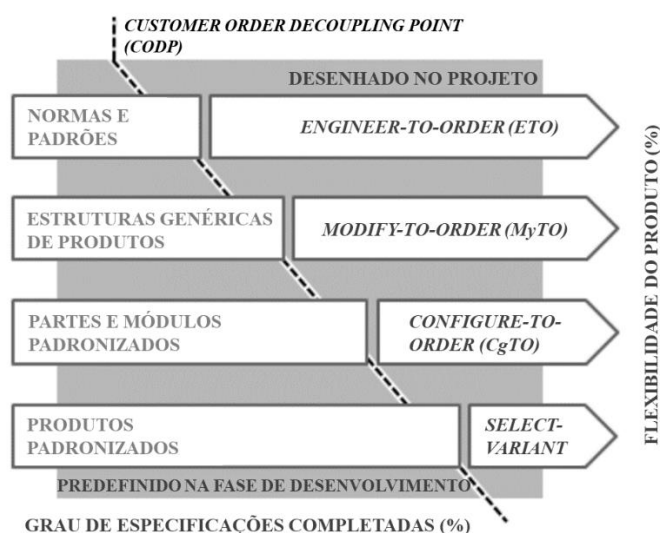 CUSTOMER ORDER DECOUPLING POINT
(CODP)
DESENHADO NO PROJETO
NORMAS E
PADRÕES
ENGINEER-TO-ORDER (ETO)
ESTRUTURAS GENÉRICAS
DE PRODUTOS
MODIFY-TO-ORDER (MyTO)
PARTES E MÓDULOS
PADRONIZADOS
CONFIGURE-TO-
ORDER (CgTO)
PRODUTOS
PADRONIZADOS
SELECT-
VARIANT
PREDEFINIDO NA FASE DE DESENVOLVIMENTO
GRAU DE ESPECIFICAÇÕES COMPLETADAS (%)
FLEXIBILIDADE DO PRODUTO (%)